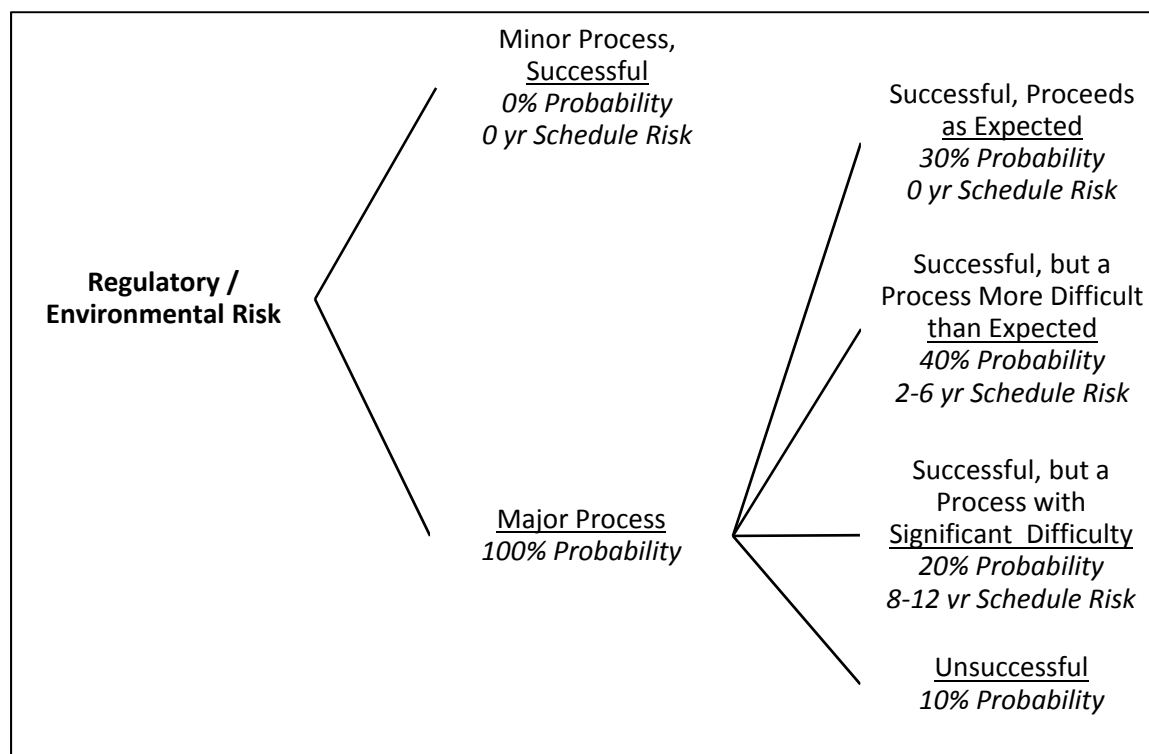 Minor Process,
Successful
0% Probability
0 yr Schedule Risk
Regulatory /
Environmental Risk
Major Process
100% Probability
Successful, Proceeds
as Expected
30% Probability
0 yr Schedule Risk
Successful, but a
Process More Difficult
than Expected
40% Probability
2-6 yr Schedule Risk
Successful, but a
Process with
Significant  Difficulty
20% Probability
8-12 yr Schedule Risk
Unsuccessful
10% Probability